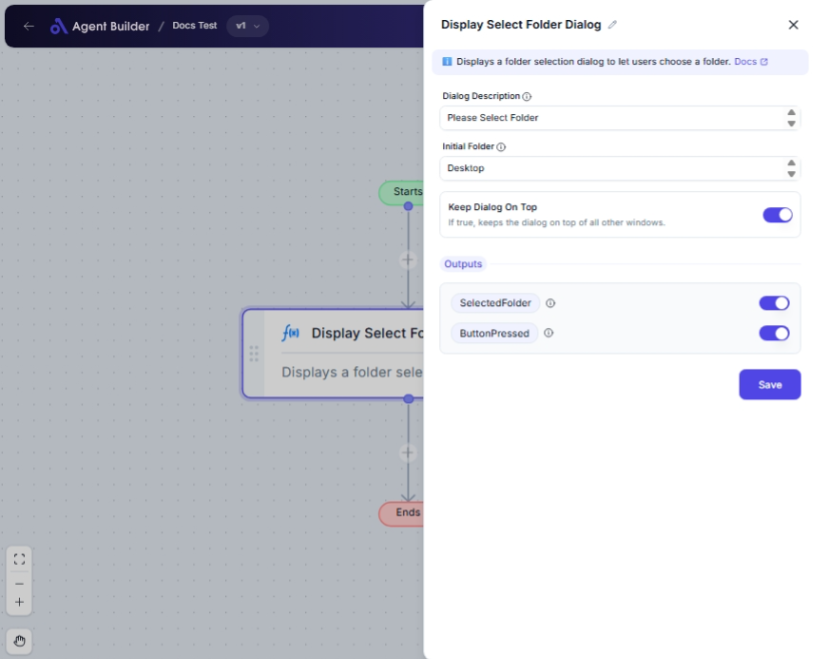 Agent Builder / Docs Test v1
Starts
Display Select Fo
Displays a folder sele
Ends
Display Select Folder Dialog
Displays a folder selection dialog to let users choose a folder. Docs
Dialog Description
Please Select Folder
Initial Folder
Desktop
Keep Dialog On Top
If true, keeps the dialog on top of all other windows.
Outputs
SelectedFolder
ButtonPressed
Save